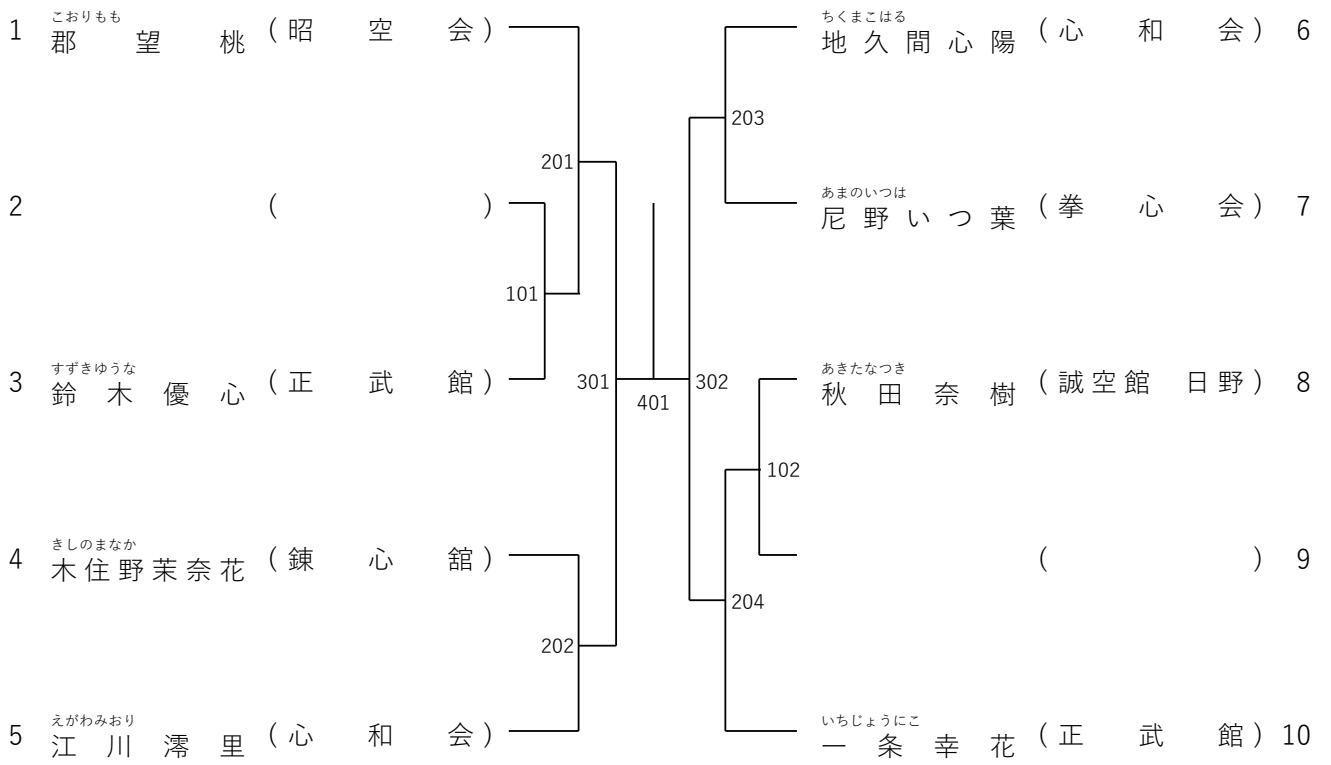 こおりもも
1 郡望桃 (昭空会)
2 ( )
すずきゆうな
3 鈴木優心 (正武館)
きしのまなか
4 木住野茉奈花 (錬心舘)
えがわみおり
5 江川澪里 (心和会)
201
101
301
202
401
203
302
102
204
ちくまこはる
地久間心陽 (心和会) 6
あまのいつは
尼野いつ葉 (拳心会) 7
あきたなつき
秋田奈樹 (誠空館 日野) 8
( ) 9
いちじょうにこ
一条幸花 (正武館) 10